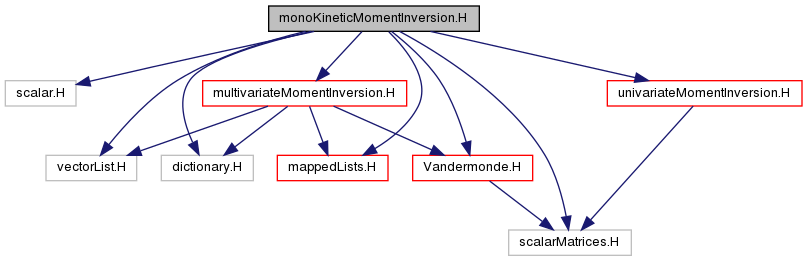 monoKineticMomentInversion.H
scalar.H
multivariateMomentInversion.H
univariateMomentInversion.H
vectorList.H
dictionary.H
mappedLists.H
Vandermonde.H
scalarMatrices.H